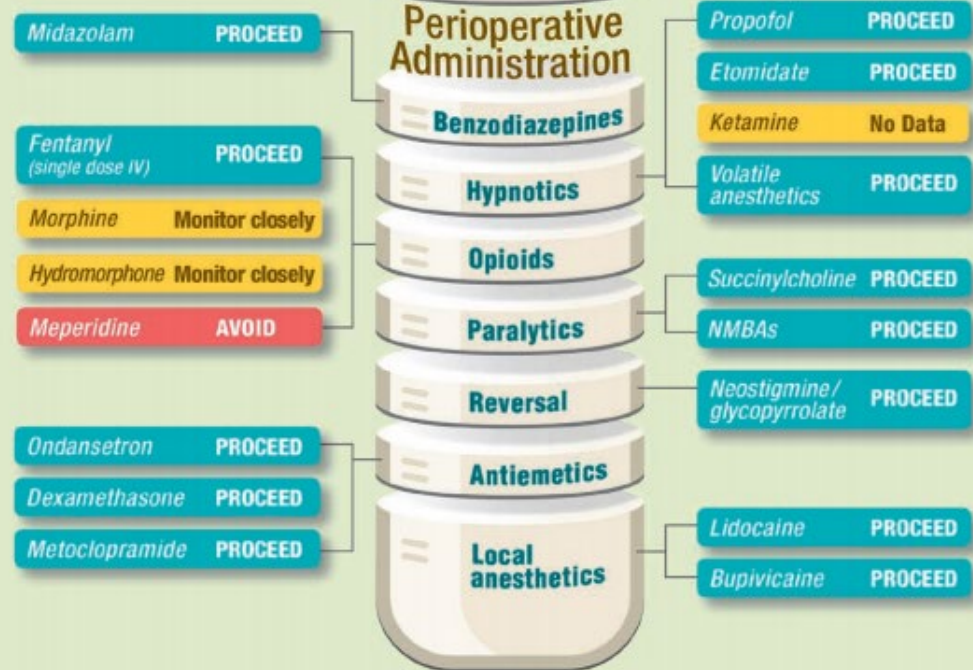 Perioperative
Administration
Midazolam PROCEED
Benzodiazepines
Fentanyl
(single dose IV) PROCEED
Morphine Monitor closely
Hydromorphone Monitor closely
Meperidine AVOID
Hypnotics
Opioids
Paralytics
Reversal
Antiemetics
Local
anesthetics
Ondansetron PROCEED
Dexamethasone PROCEED
Metoclopramide PROCEED
Propofol PROCEED
Etomidate PROCEED
Ketamine No Data
Volatile
anesthetics PROCEED
Succinylcholine PROCEED
NMBAs PROCEED
Neostigmine/
glycopyrrolate PROCEED
Lidocaine PROCEED
Bupivicaine PROCEED